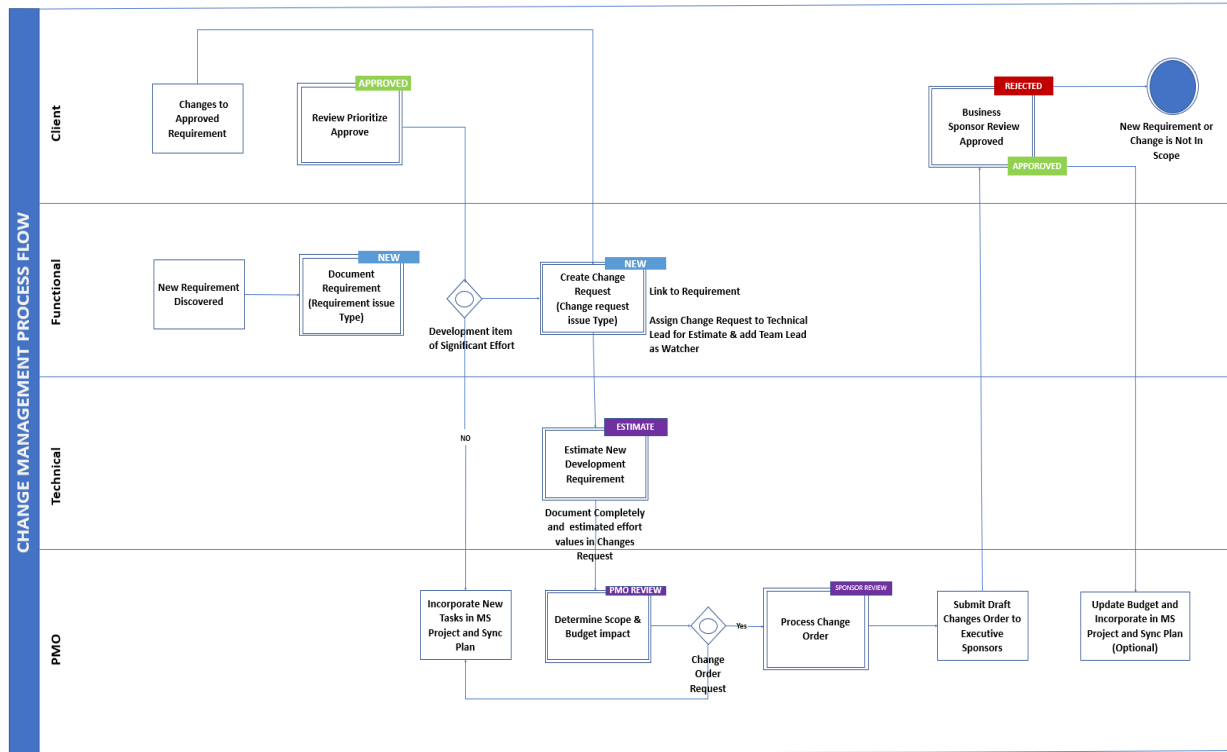 CHANGE MANAGEMENT PROCESS FLOW
Client
Changes to
Approved
Requirement
APPROVED
Review Prioritize
Approve
REJECTED
Business
Sponsor Review
Approved
APPOROVED
New Requirement or
Change is Not In
Scope
Functional
New Requirement
Discovered
NEW
Document
Requirement
(Requirement issue
Type)
Development item
of Significant Effort
NEW
Create Change
Request
(Change request
issue Type)
Link to Requirement
Assign Change Request to Technical
Lead for Estimate & add Team Lead
as Watcher
Technical
NO
ESTIMATE
Estimate New
Development
Requirement
Document Completely
and estimated effort
values in Changes
Request
PMO
Incorporate New
Tasks in MS
Project and Sync
Plan
PMO REVIEW
Determine Scope &
Budget impact
Change
Order
Request
Yes
SPONSOR REVIEW
Process Change
Order
Submit Draft
Changes Order to
Executive
Sponsors
Update Budget and
Incorporate in MS
Project and Sync Plan
(Optional)